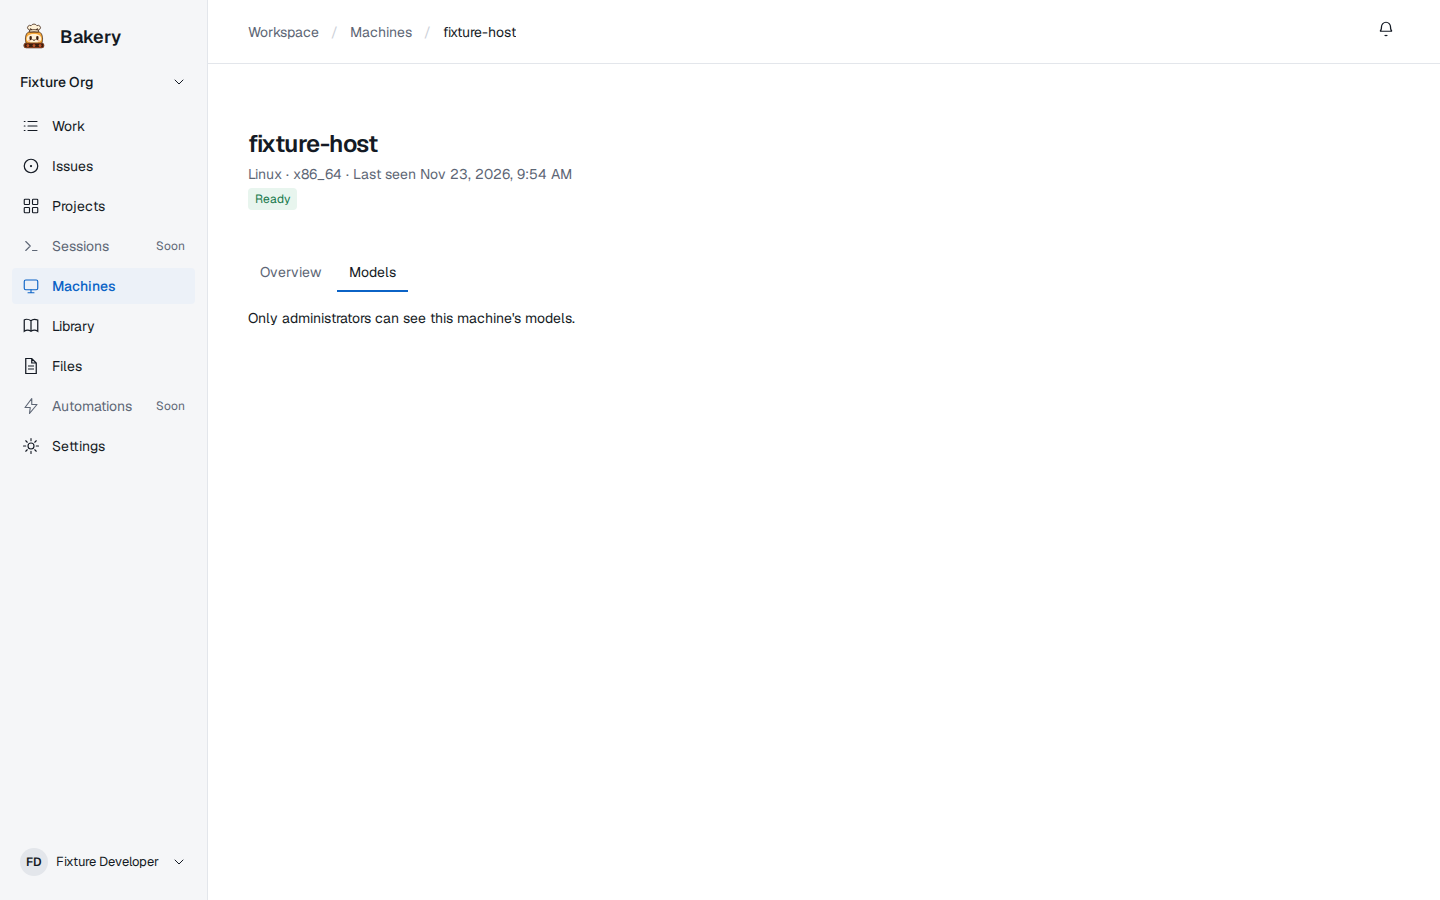 Bakery
Fixture Org
Work
Issues
Projects
Sessions Soon
Machines
Library
Files
Automations Soon
Settings
FD Fixture Developer
Workspace / Machines / fixture-host
fixture-host
Linux · x86_64 · Last seen Nov 23, 2026, 9:54 AM
Ready
Overview Models
Only administrators can see this machine's models.